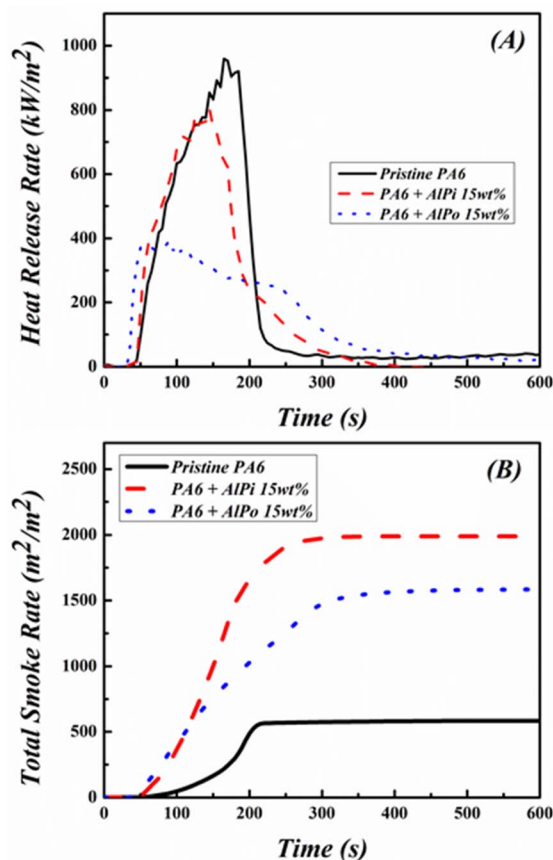 (A)
Heat Release Rate (kW/m²)
1000
800
600
400
200
0
Pristine PA6
PA6 + AlPi 15wt%
PA6 + AlPo 15wt%
0 100 200 300 400 500 600
Time (s)
(B)
Total Smoke Rate (m²/m²)
2500
2000
1500
1000
500
0
Pristine PA6
PA6 + AlPi 15wt%
PA6 + AlPo 15wt%
0 100 200 300 400 500 600
Time (s)